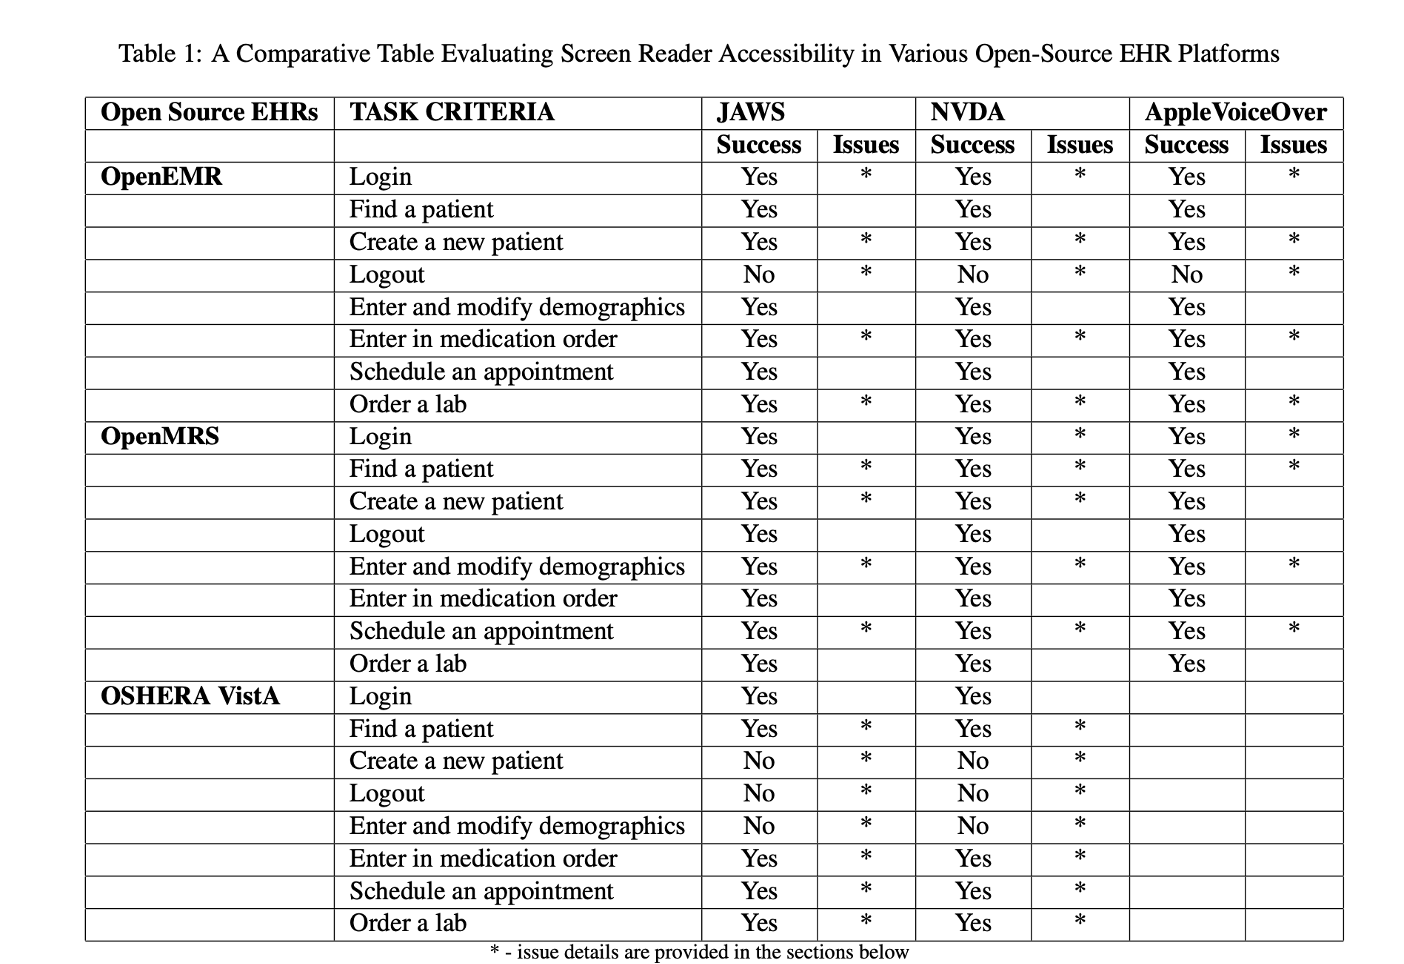 Table 1: A Comparative Table Evaluating Screen Reader Accessibility in Various Open-Source EHR Platforms
Open Source EHRs TASK CRITERIA JAWS NVDA AppleVoiceOver
Success Issues Success Issues Success Issues
OpenEMR Login Yes * Yes * Yes *
Find a patient Yes Yes Yes
Create a new patient Yes * Yes * Yes *
Logout No * No * No *
Enter and modify demographics Yes Yes Yes
Enter in medication order Yes * Yes * Yes *
Schedule an appointment Yes Yes Yes
Order a lab Yes * Yes * Yes *
OpenMRS Login Yes Yes * Yes *
Find a patient Yes * Yes * Yes *
Create a new patient Yes * Yes * Yes
Logout Yes Yes Yes
Enter and modify demographics Yes * Yes * Yes *
Enter in medication order Yes Yes Yes
Schedule an appointment Yes * Yes * Yes *
Order a lab Yes Yes Yes
OSHERA VistA Login Yes Yes
Find a patient Yes * Yes *
Create a new patient No * No *
Logout No * No *
Enter and modify demographics No * No *
Enter in medication order Yes * Yes *
Schedule an appointment Yes * Yes *
Order a lab Yes * Yes *
* - issue details are provided in the sections below